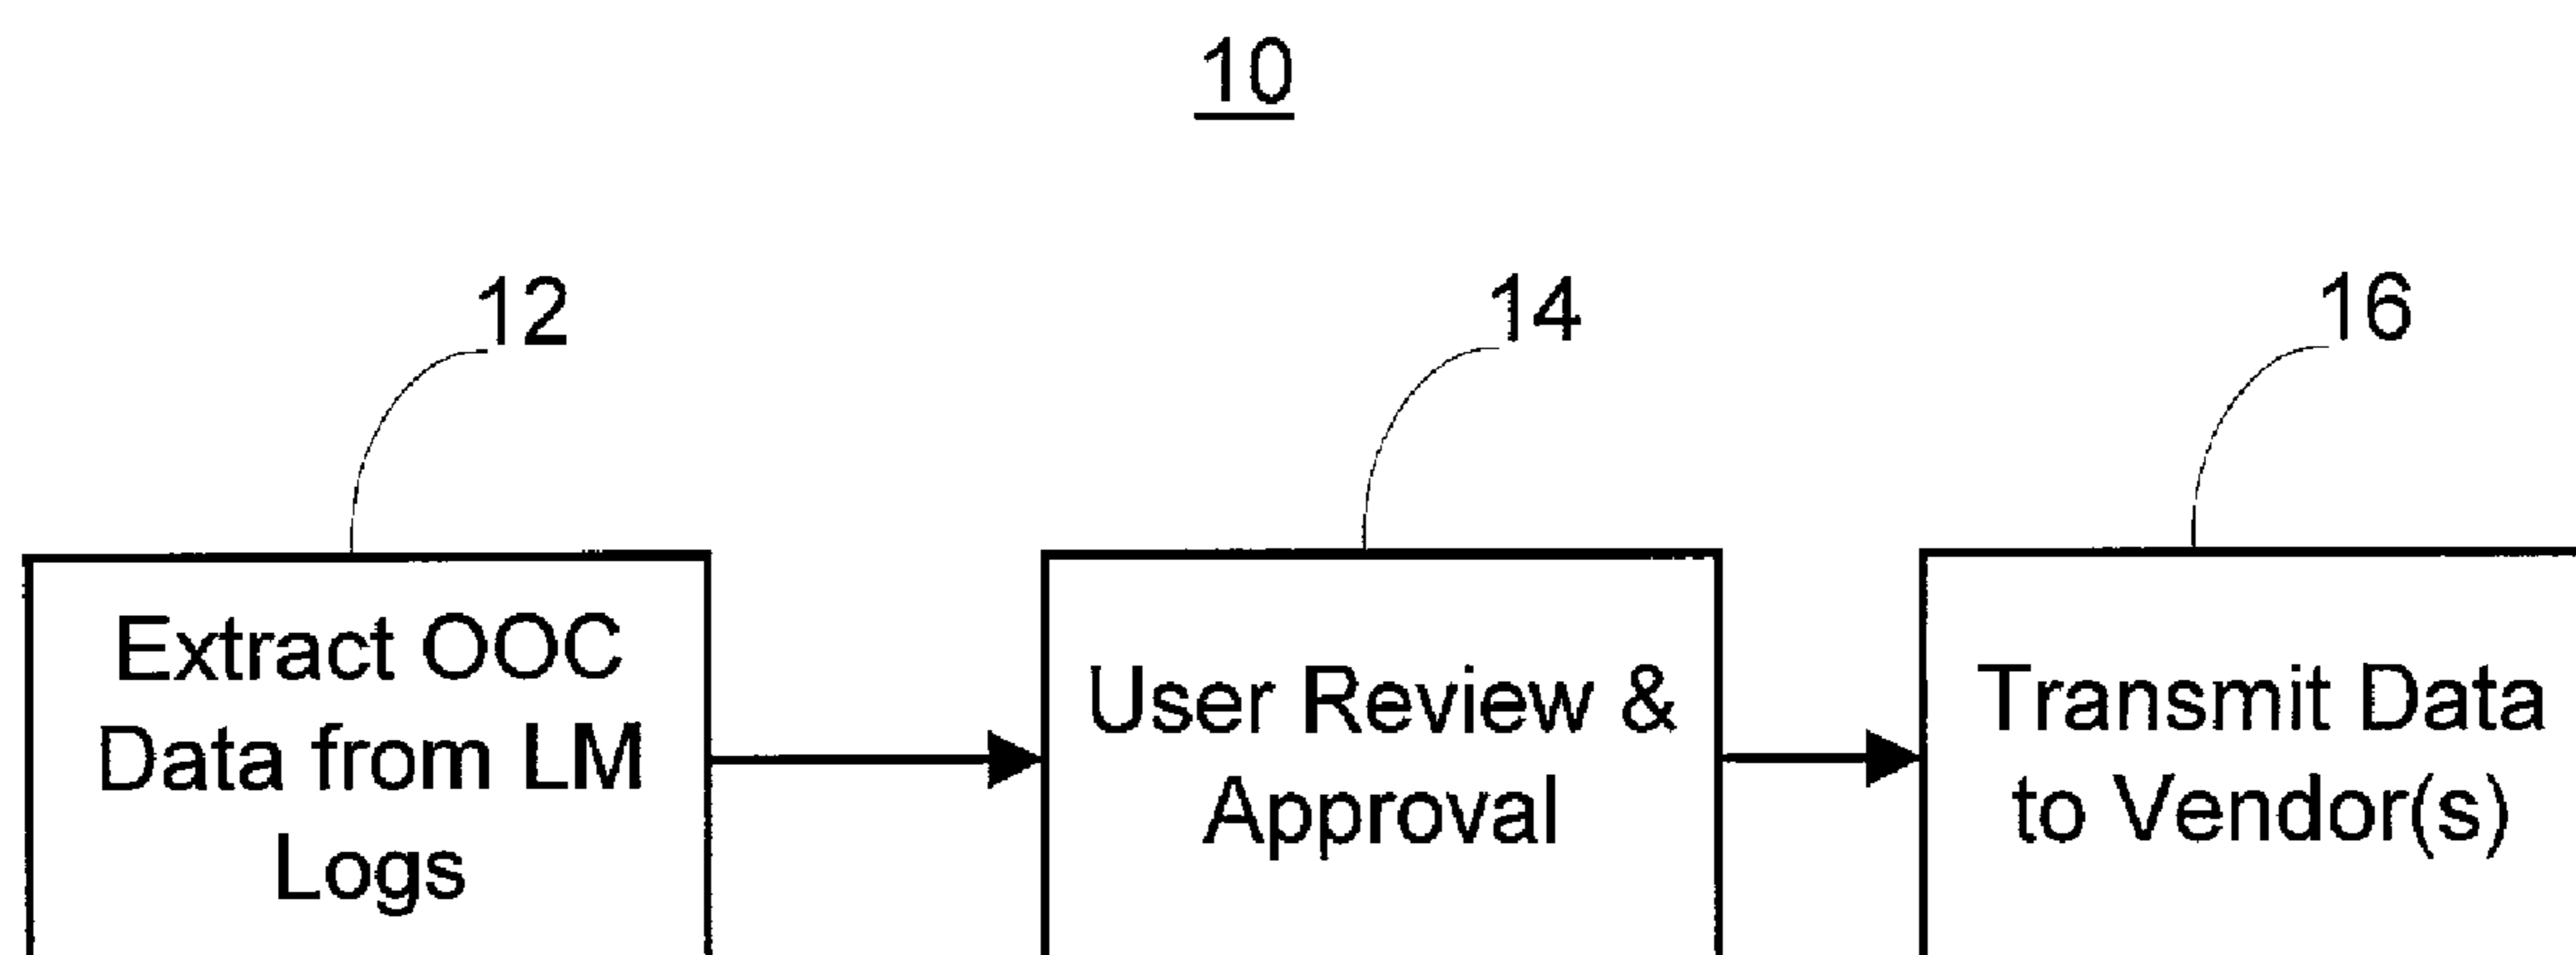 10
12
14
16
Extract OOC
Data from LM
Logs
User Review &
Approval
Transmit Data
to Vendor(s)